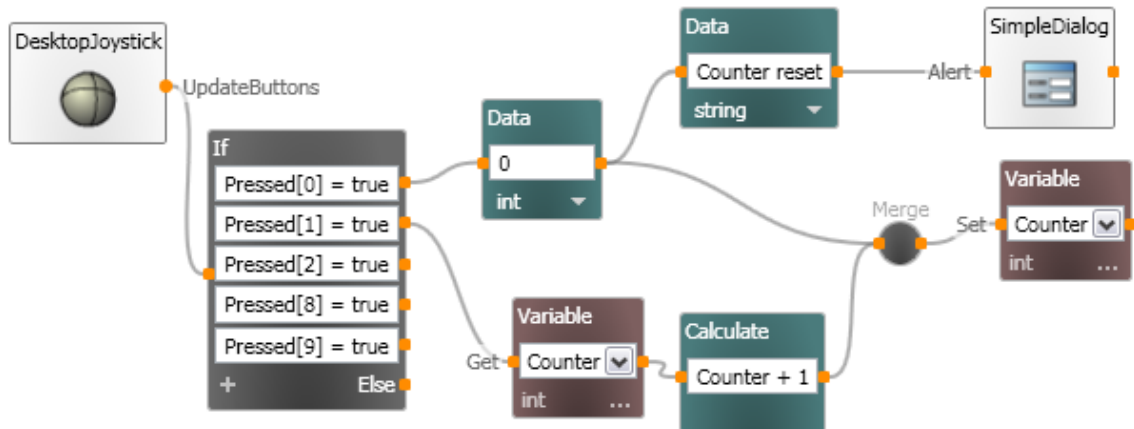 DesktopJoystick
UpdateButtons
If
Pressed[0] = true
Pressed[1] = true
Pressed[2] = true
Pressed[8] = true
Pressed[9] = true
+ Else
Data
0
int
Data
Counter reset
string
Alert
SimpleDialog
Get
Variable
Counter
int ...
Calculate
Counter + 1
Merge
Set
Variable
Counter
int ...